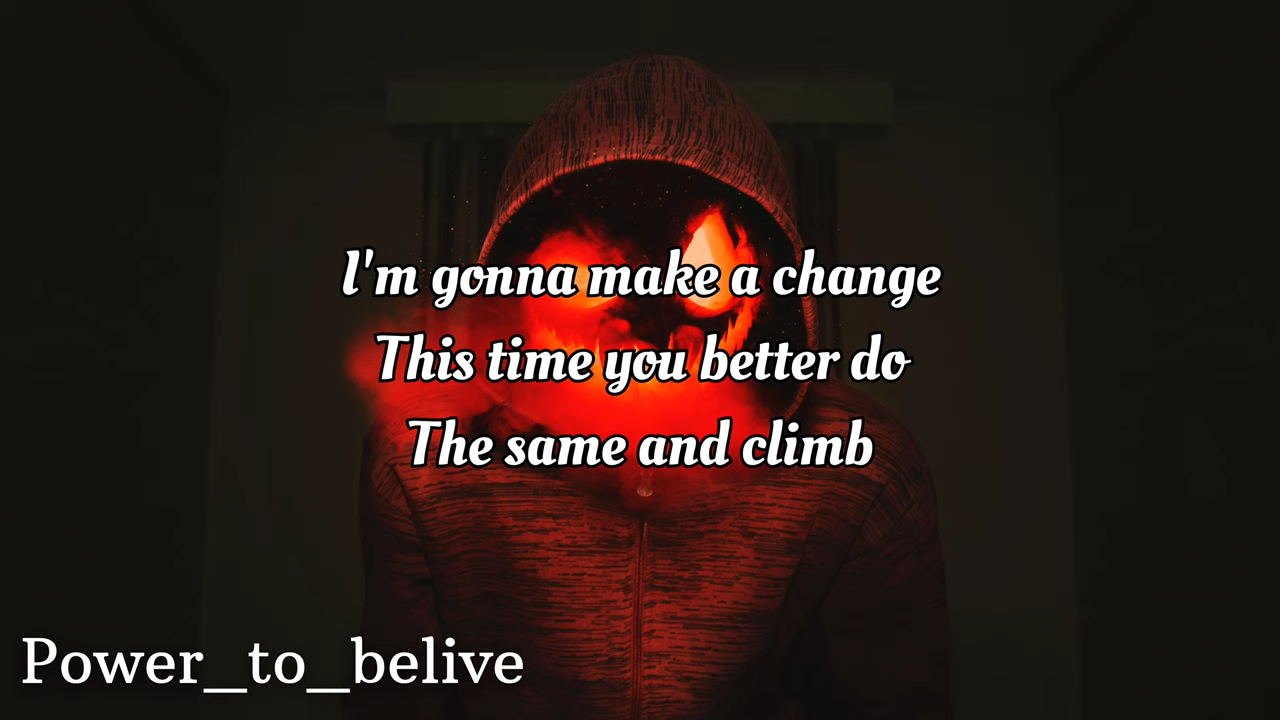 I'm gonna make a change
This time you better do
The same and climb
Power_to_belive